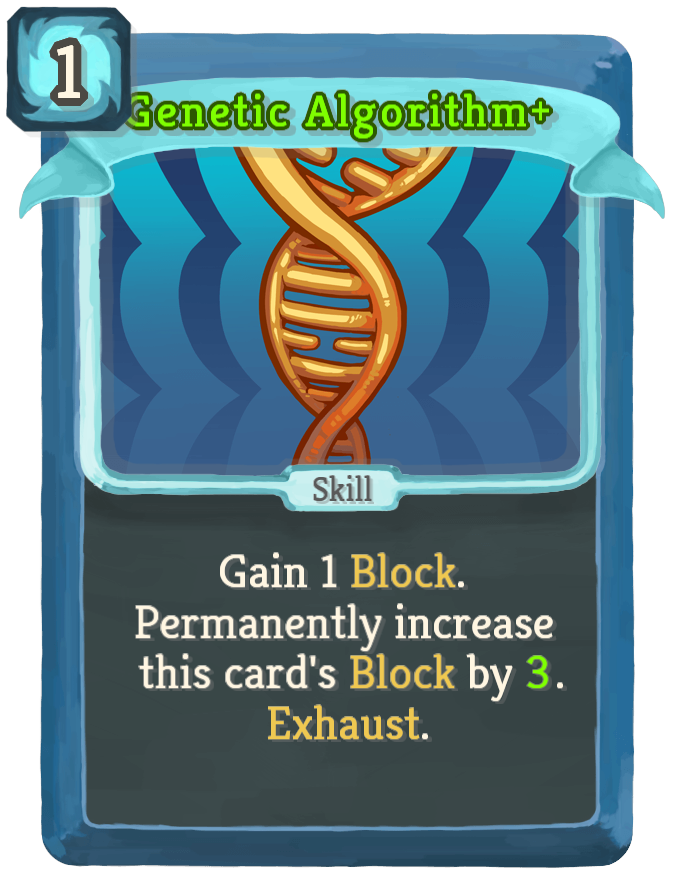 1
Genetic Algorithm+
Skill
Gain 1 Block.
Permanently increase
this card's Block by 3.
Exhaust.